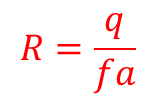 R = q / fa